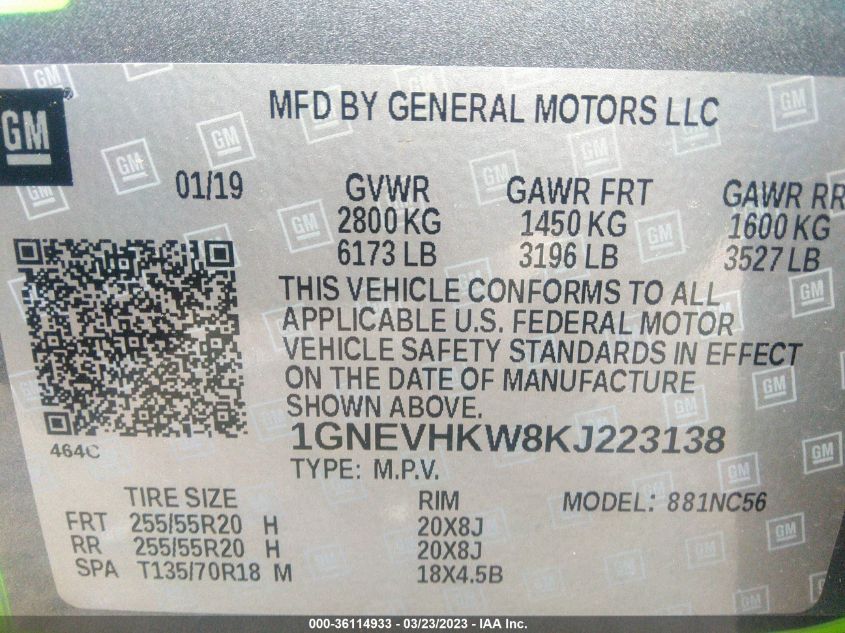 GM
MFD BY GENERAL MOTORS LLC
01/19 GVWR GAWR FRT GAWR RR
2800 KG 1450 KG 1600 KG
6173 LB 3196 LB 3527 LB
THIS VEHICLE CONFORMS TO ALL
APPLICABLE U.S. FEDERAL MOTOR
VEHICLE SAFETY STANDARDS IN EFFECT
ON THE DATE OF MANUFACTURE
SHOWN ABOVE.
464C
1GNEVHKW8KJ223138
TYPE: M.P.V.
TIRE SIZE RIM MODEL: 881NC56
FRT 255/55R20 H 20X8J
RR 255/55R20 H 20X8J
SPA T135/70R18 M 18X4.5B
000-36114933 - 03/23/2023 - IAA Inc.